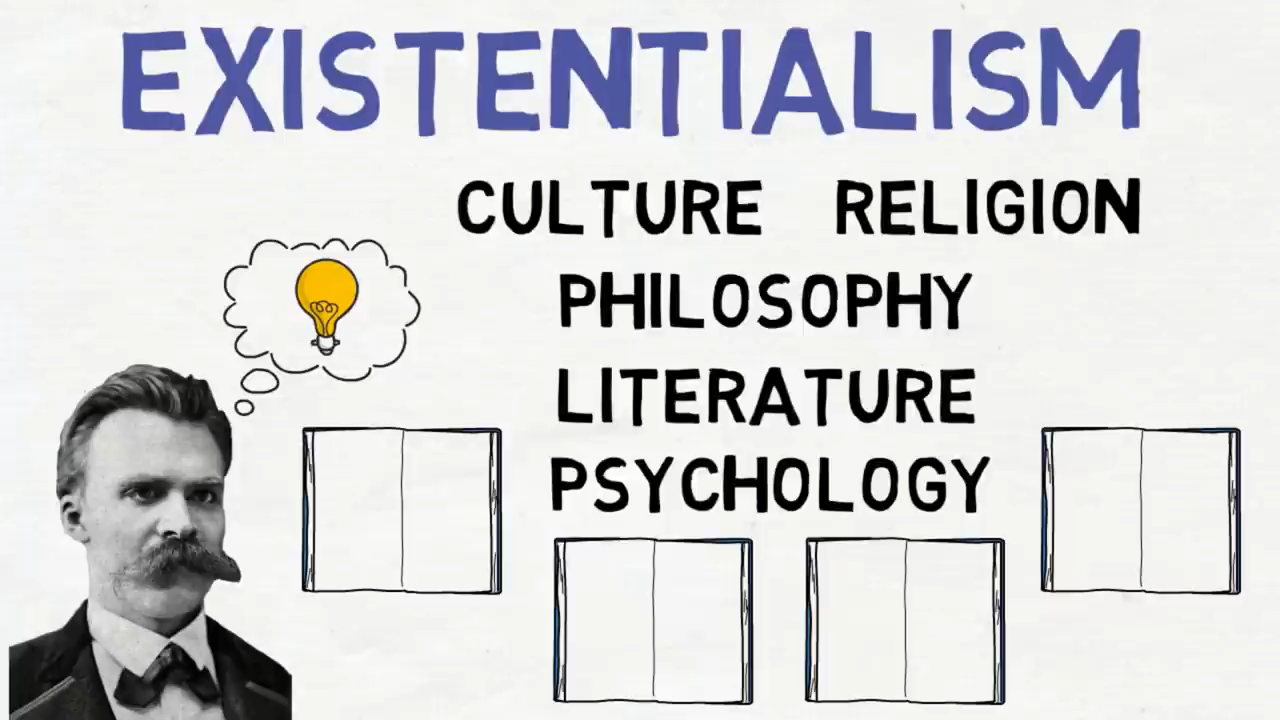 EXISTENTIALISM
CULTURE RELIGION
PHILOSOPHY
LITERATURE
PSYCHOLOGY